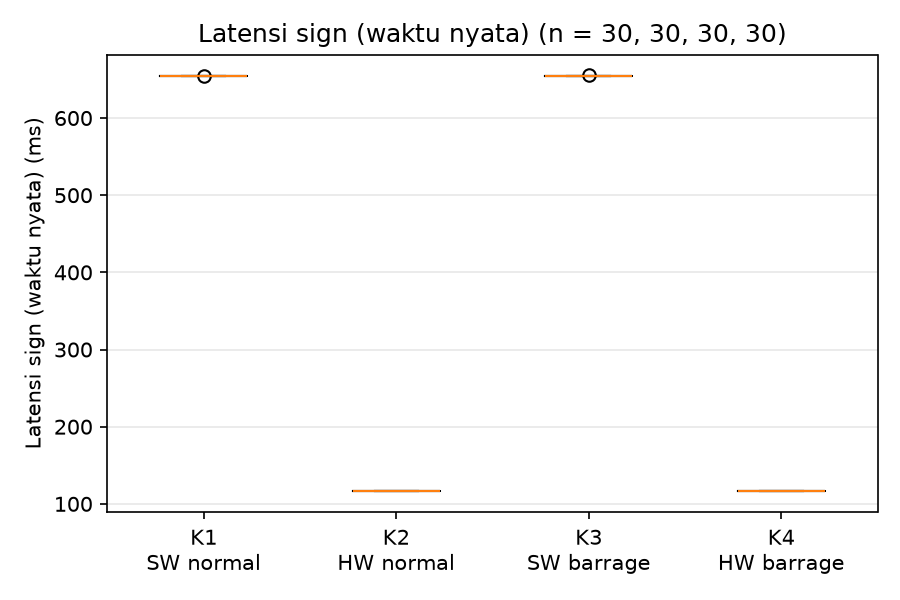 Latensi sign (waktu nyata) (n = 30, 30, 30, 30)
Latensi sign (waktu nyata) (ms)
600
500
400
300
200
100
K1
SW normal
K2
HW normal
K3
SW barrage
K4
HW barrage